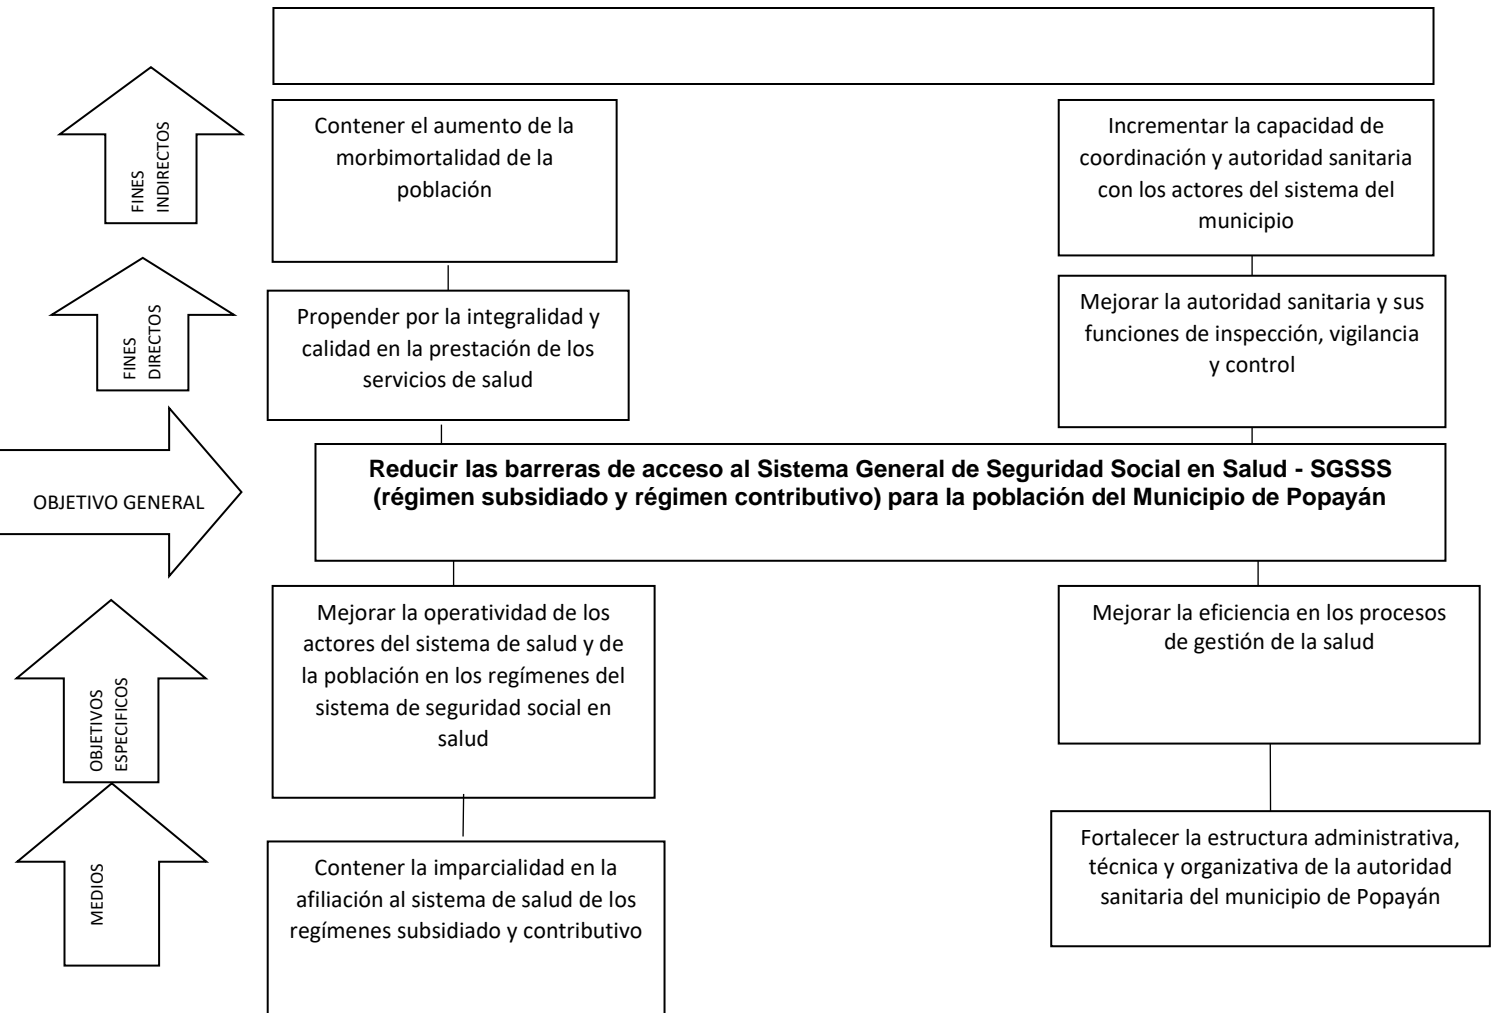 FINES
INDIRECTOS
Contener el aumento de la
morbimortalidad de la
población
Incrementar la capacidad de
coordinación y autoridad sanitaria
con los actores del sistema del
municipio
FINES
DIRECTOS
Propender por la integralidad y
calidad en la prestación de los
servicios de salud
Mejorar la autoridad sanitaria y sus
funciones de inspección, vigilancia
y control
OBJETIVO GENERAL
Reducir las barreras de acceso al Sistema General de Seguridad Social en Salud - SGSSS
(régimen subsidiado y régimen contributivo) para la población del Municipio de Popayán
OBJETIVOS
ESPECIFICOS
Mejorar la operatividad de los
actores del sistema de salud y de
la población en los regímenes del
sistema de seguridad social en
salud
Mejorar la eficiencia en los procesos
de gestión de la salud
MEDIOS
Contener la imparcialidad en la
afiliación al sistema de salud de los
regímenes subsidiado y contributivo
Fortalecer la estructura administrativa,
técnica y organizativa de la autoridad
sanitaria del municipio de Popayán